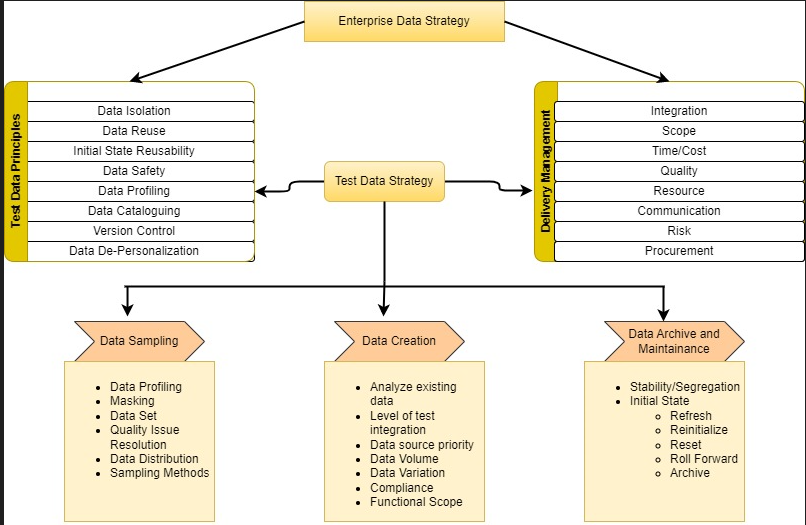 Enterprise Data Strategy
Test Data Principles
Data Isolation
Data Reuse
Initial State Reusability
Data Safety
Data Profiling
Data Cataloguing
Version Control
Data De-Personalization
Test Data Strategy
Delivery Management
Integration
Scope
Time/Cost
Quality
Resource
Communication
Risk
Procurement
Data Sampling
Data Profiling
Masking
Data Set
Quality Issue
Resolution
Data Distribution
Sampling Methods
Data Creation
Analyze existing
data
Level of test
integration
Data source priority
Data Volume
Data Variation
Compliance
Functional Scope
Data Archive and
Maintainance
Stability/Segregation
Initial State
Refresh
Reinitialize
Reset
Roll Forward
Archive